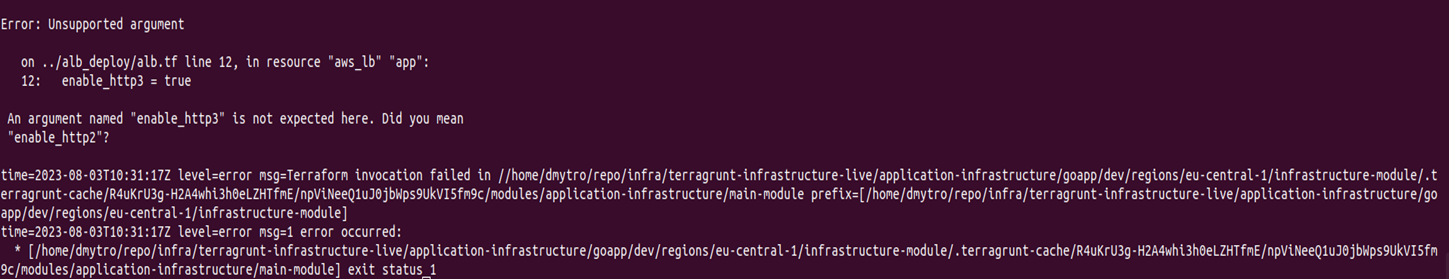 Error: Unsupported argument
on ../alb_deploy/alb.tf line 12, in resource "aws_lb" "app":
12:   enable_http3 = true
An argument named "enable_http3" is not expected here. Did you mean
"enable_http2"?
time=2023-08-03T10:31:17Z level=error msg=Terraform invocation failed in //home/dmytro/repo/infra/terragrunt-infrastructure-live/application-infrastructure/goapp/dev/regions/eu-central-1/infrastructure-module/.t
erragrunt-cache/R4uKrU3g-H2A4whi3h0eLZHTfmE/npViNeeQ1uJ0jbWps9UkVI5fm9c/modules/application-infrastructure/main-module prefix=[/home/dmytro/repo/infra/terragrunt-infrastructure-live/application-infrastructure/go
app/dev/regions/eu-central-1/infrastructure-module]
time=2023-08-03T10:31:17Z level=error msg=1 error occurred:
* [/home/dmytro/repo/infra/terragrunt-infrastructure-live/application-infrastructure/goapp/dev/regions/eu-central-1/infrastructure-module/.terragrunt-cache/R4uKrU3g-H2A4whi3h0eLZHTfmE/npViNeeQ1uJ0jbWps9UkVI5fm
9c/modules/application-infrastructure/main-module] exit status 1